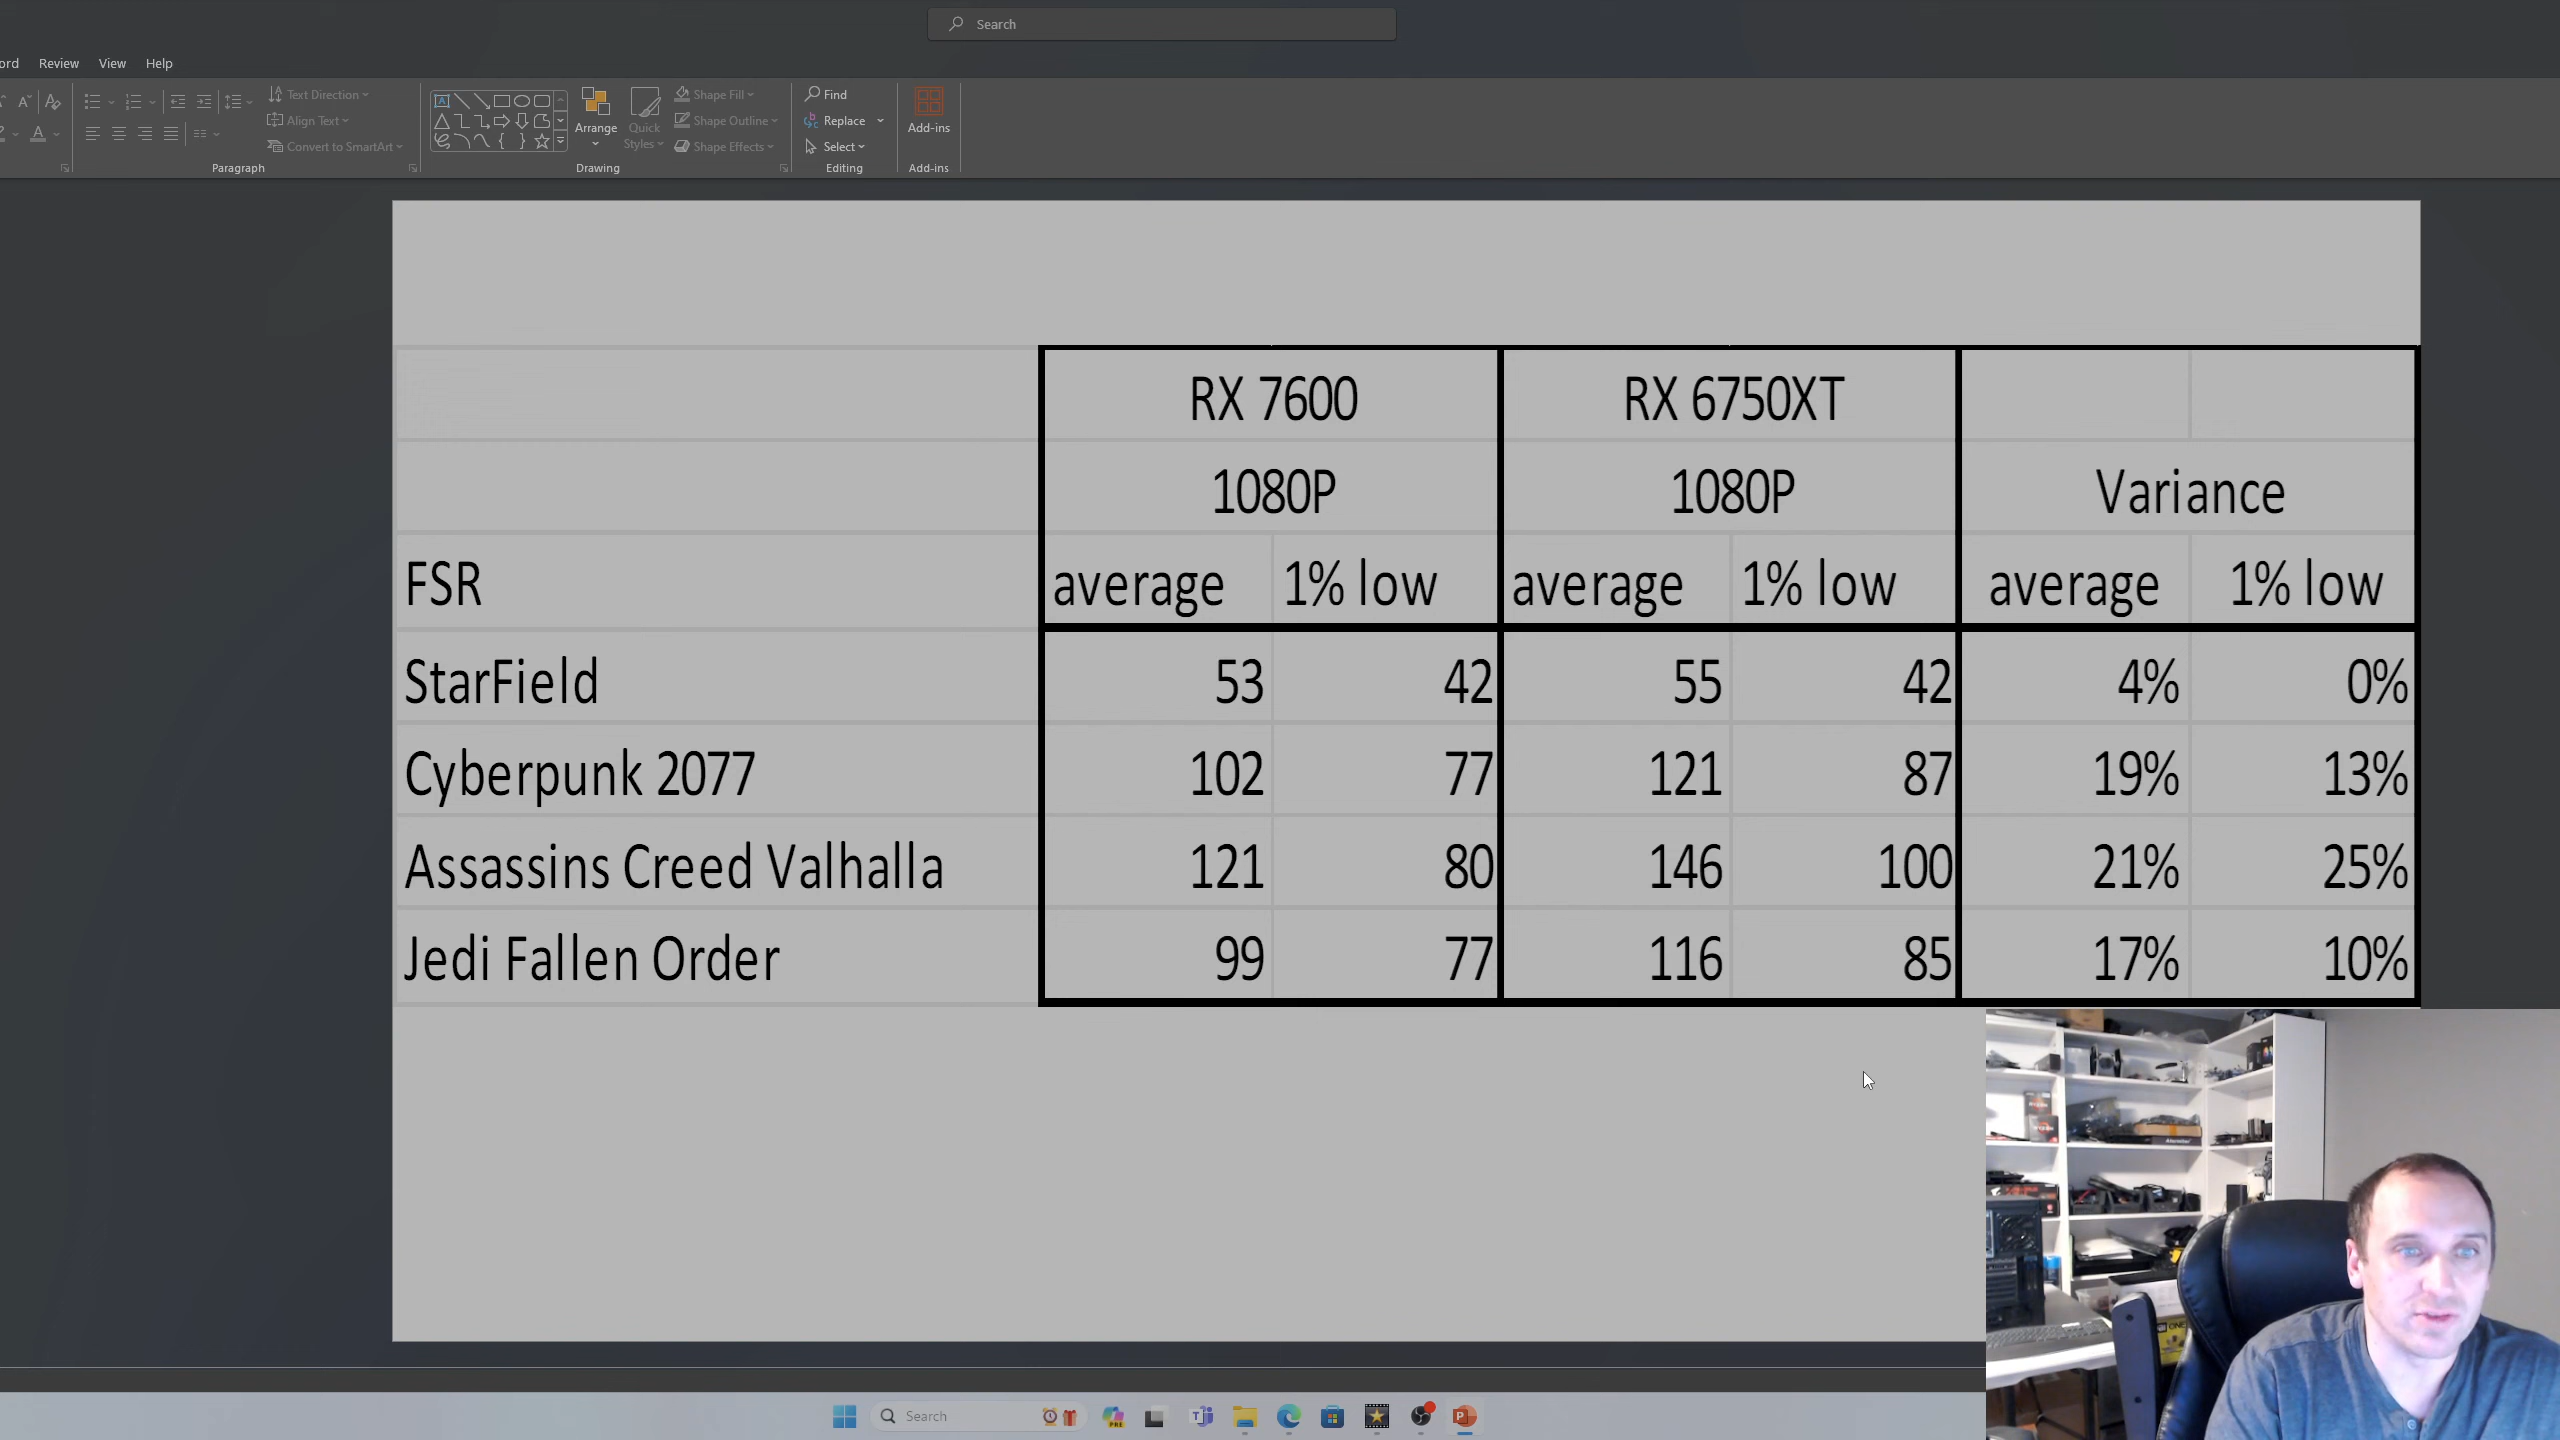 Search
ord Review View Help
Text Direction
Align Text
Convert to SmartArt
Paragraph
Arrange
Quick Styles
Shape Fill
Shape Outline
Shape Effects
Drawing
Find
Replace
Select
Editing
Add-ins
Add-ins
RX 7600 RX 6750XT
1080P 1080P Variance
FSR average 1% low average 1% low average 1% low
StarField 53 42 55 42 4% 0%
Cyberpunk 2077 102 77 121 87 19% 13%
Assassins Creed Valhalla 121 80 146 100 21% 25%
Jedi Fallen Order 99 77 116 85 17% 10%
Search